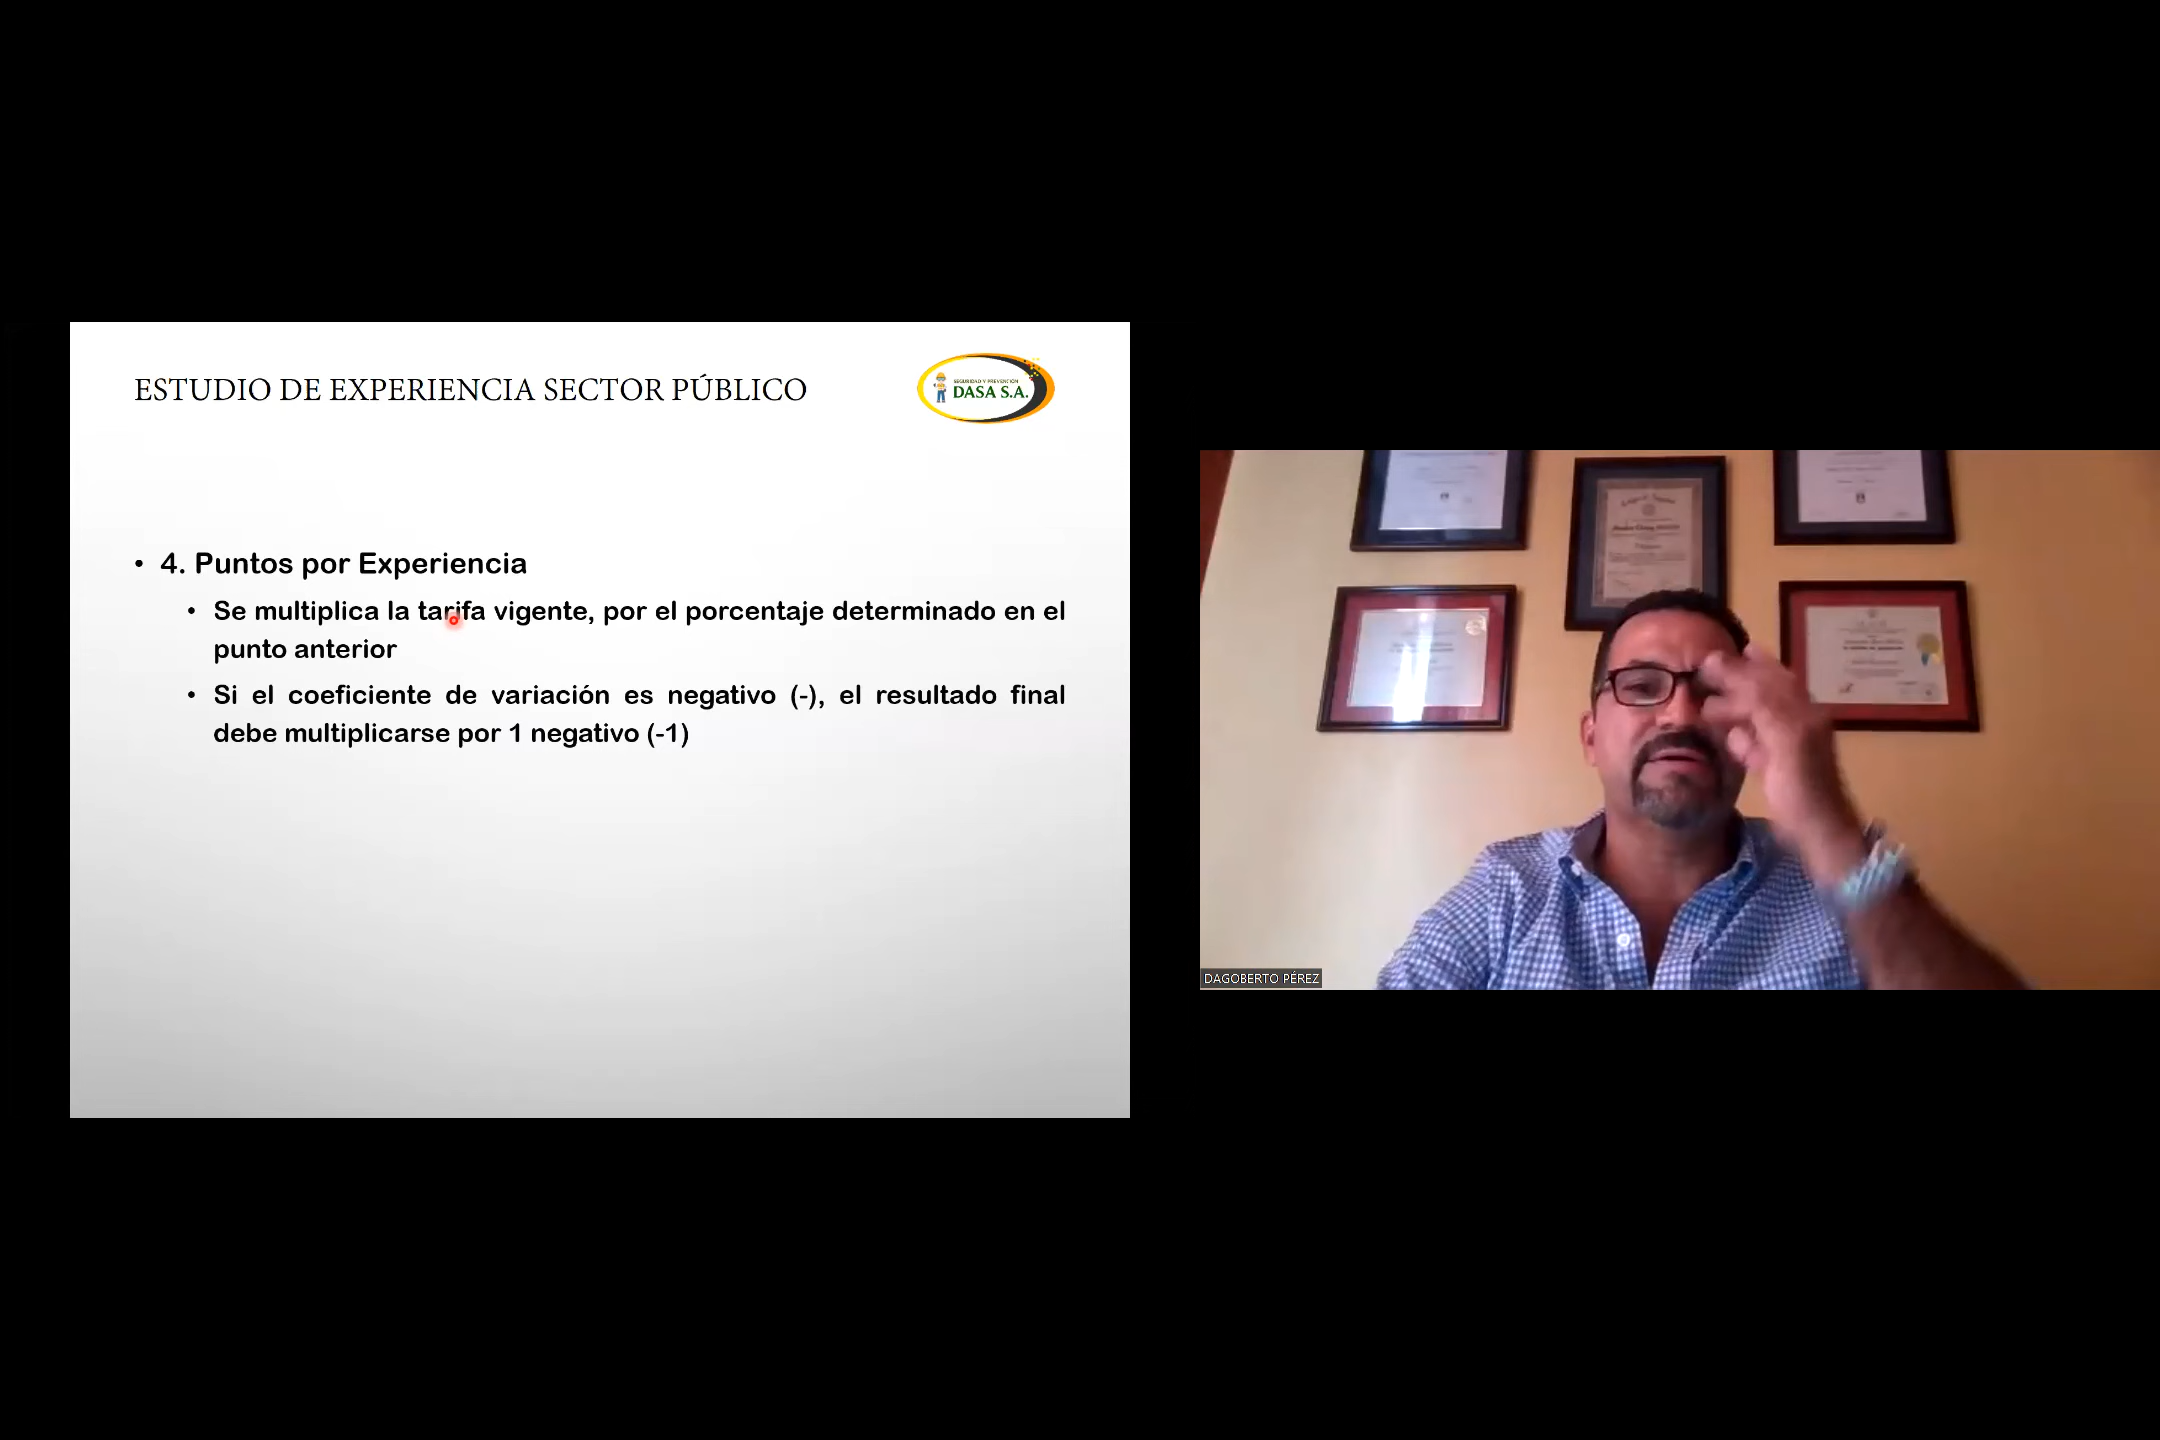 ESTUDIO DE EXPERIENCIA SECTOR PÚBLICO
SEGURIDAD Y PREVENCION
DASA S.A.
• 4. Puntos por Experiencia
• Se multiplica la tarifa vigente, por el porcentaje determinado en el
punto anterior
• Si el coeficiente de variación es negativo (-), el resultado final
debe multiplicarse por 1 negativo (-1)
DAGOBERTO PÉREZ